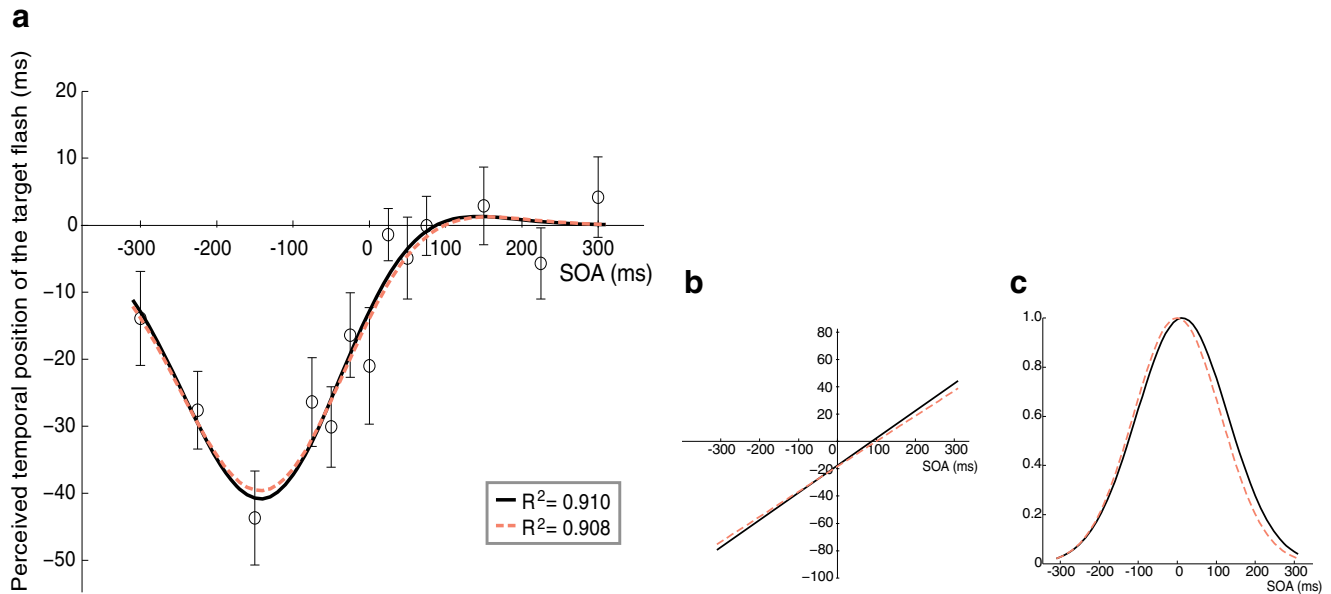 a
Perceived temporal position of the target flash (ms)
20
10
0
−10
−20
−30
−40
−50
-300 -200 -100 0 100 200 300
SOA (ms)
R²= 0.910
R²= 0.908
b
80
60
40
20
0
−20
−40
−60
−80
−100
-300 -200 -100 100 200 300
SOA (ms)
c
1.0
0.8
0.6
0.4
0.2
0
-300 -200 -100 0 100 200 300
SOA (ms)